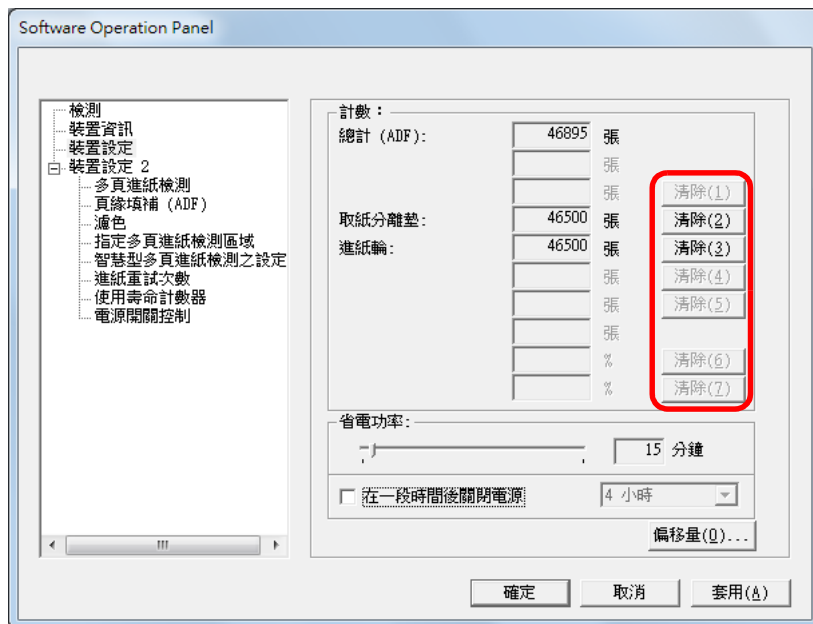 Software Operation Panel
檢測
裝置資訊
裝置設定
裝置設定 2
多頁進紙檢測
頁緣填補 (ADF)
濾色
指定多頁進紙檢測區域
智慧型多頁進紙檢測之設定
進紙重試次數
使用壽命計數器
電源開關控制
計數：
總計 (ADF): 46895 張
張
張 清除(1)
取紙分離墊: 46500 張 清除(2)
進紙輪: 46500 張 清除(3)
張 清除(4)
張 清除(5)
張
% 清除(6)
% 清除(7)
省電功率:
15 分鐘
在一段時間後關閉電源 4 小時
偏移量(O)...
確定 取消 套用(A)